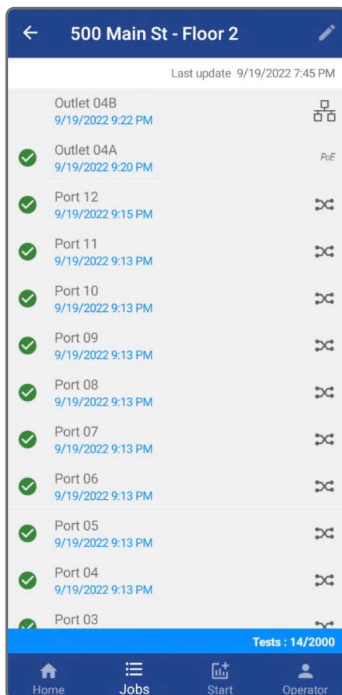 500 Main St - Floor 2
Last update 9/19/2022 7:45 PM
Outlet 04B
9/19/2022 9:22 PM
Outlet 04A
9/19/2022 9:20 PM
PoE
Port 12
9/19/2022 9:15 PM
Port 11
9/19/2022 9:13 PM
Port 10
9/19/2022 9:13 PM
Port 09
9/19/2022 9:13 PM
Port 08
9/19/2022 9:13 PM
Port 07
9/19/2022 9:13 PM
Port 06
9/19/2022 9:13 PM
Port 05
9/19/2022 9:13 PM
Port 04
9/19/2022 9:13 PM
Port 03
Tests : 14/2000
Home
Jobs
Start
Operator